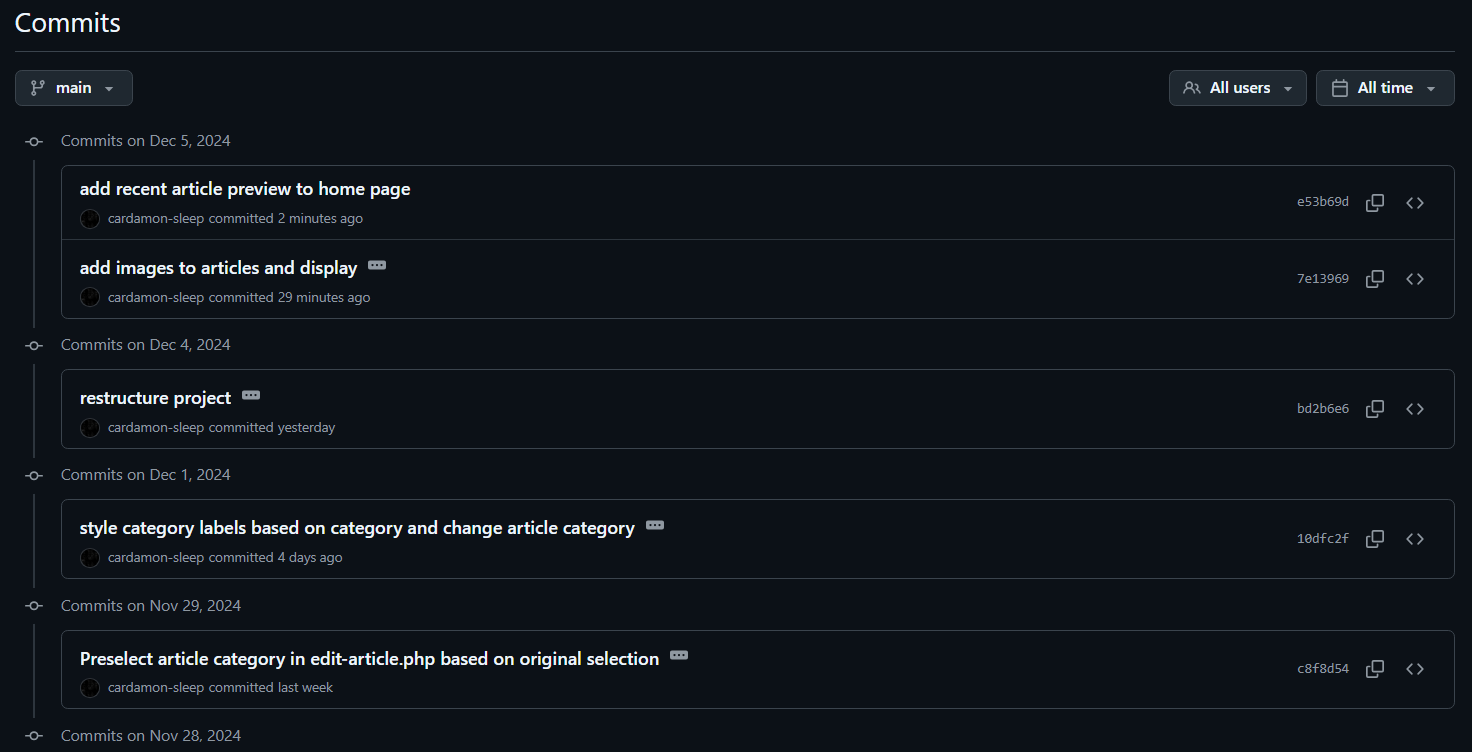 Commits
main
All users
All time
Commits on Dec 5, 2024
add recent article preview to home page
cardamon-sleep committed 2 minutes ago
e53b69d
add images to articles and display
cardamon-sleep committed 29 minutes ago
7e13969
Commits on Dec 4, 2024
restructure project
cardamon-sleep committed yesterday
bd2b6e6
Commits on Dec 1, 2024
style category labels based on category and change article category
cardamon-sleep committed 4 days ago
10dfc2f
Commits on Nov 29, 2024
Preselect article category in edit-article.php based on original selection
cardamon-sleep committed last week
c8f8d54
Commits on Nov 28, 2024